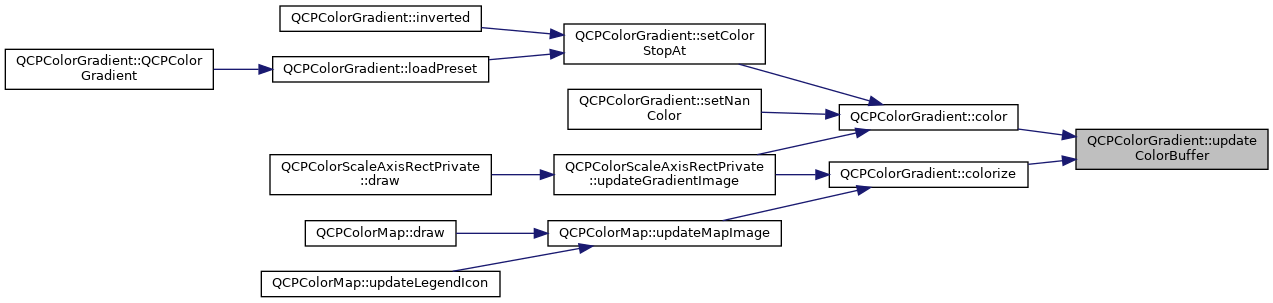 QCPColorGradient::inverted
QCPColorGradient::setColor
StopAt
QCPColorGradient::QCPColor
Gradient
QCPColorGradient::loadPreset
QCPColorGradient::setNan
Color
QCPColorGradient::color
QCPColorGradient::update
ColorBuffer
QCPColorScaleAxisRectPrivate
::draw
QCPColorScaleAxisRectPrivate
::updateGradientImage
QCPColorGradient::colorize
QCPColorMap::draw
QCPColorMap::updateMapImage
QCPColorMap::updateLegendIcon